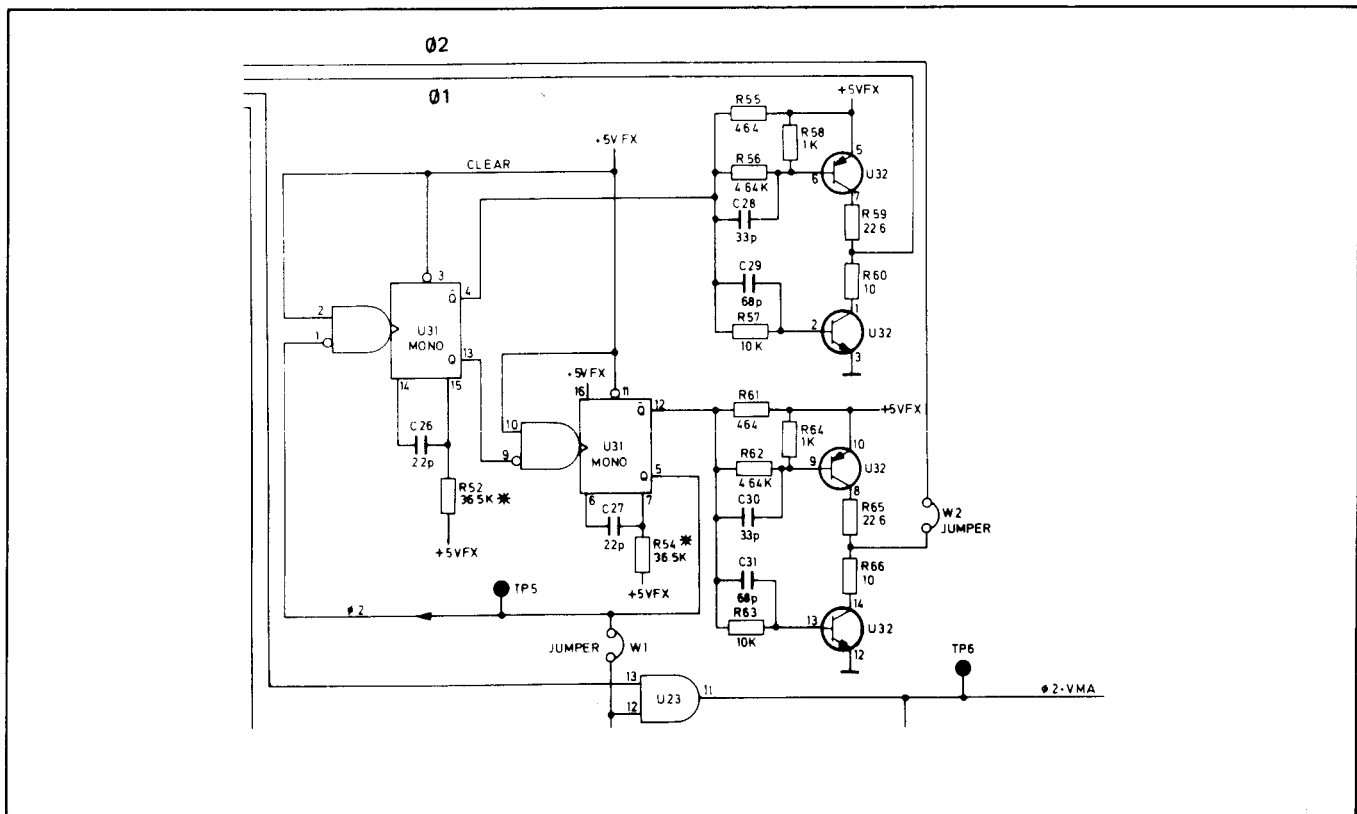 Ø2
Ø1
+5VFX
R55
464
R58
1K
+5VFX
CLEAR
R56
4.64K
5
6
U32
7
C28
33p
R59
22.6
3
4
Q̄
C29
68p
R60
10
2
1
U31
MONO
13
Q
R57
10K
2
1
U32
3
14
15
+5VFX
16
11
12
Q̄
R61
464
+5VFX
R64
1K
C26
22p
10
9
U31
MONO
5
Q
R62
4.64K
10
9
U32
8
R52
36.5K *
6
7
C30
33p
R65
22.6
W2
JUMPER
C27
22p
R54 *
36.5K
+5VFX
+5VFX
C31
68p
R66
10
TP5
Ø2
R63
10K
14
13
U32
12
JUMPER
W1
13
12
U23
11
TP6
Ø2·VMA